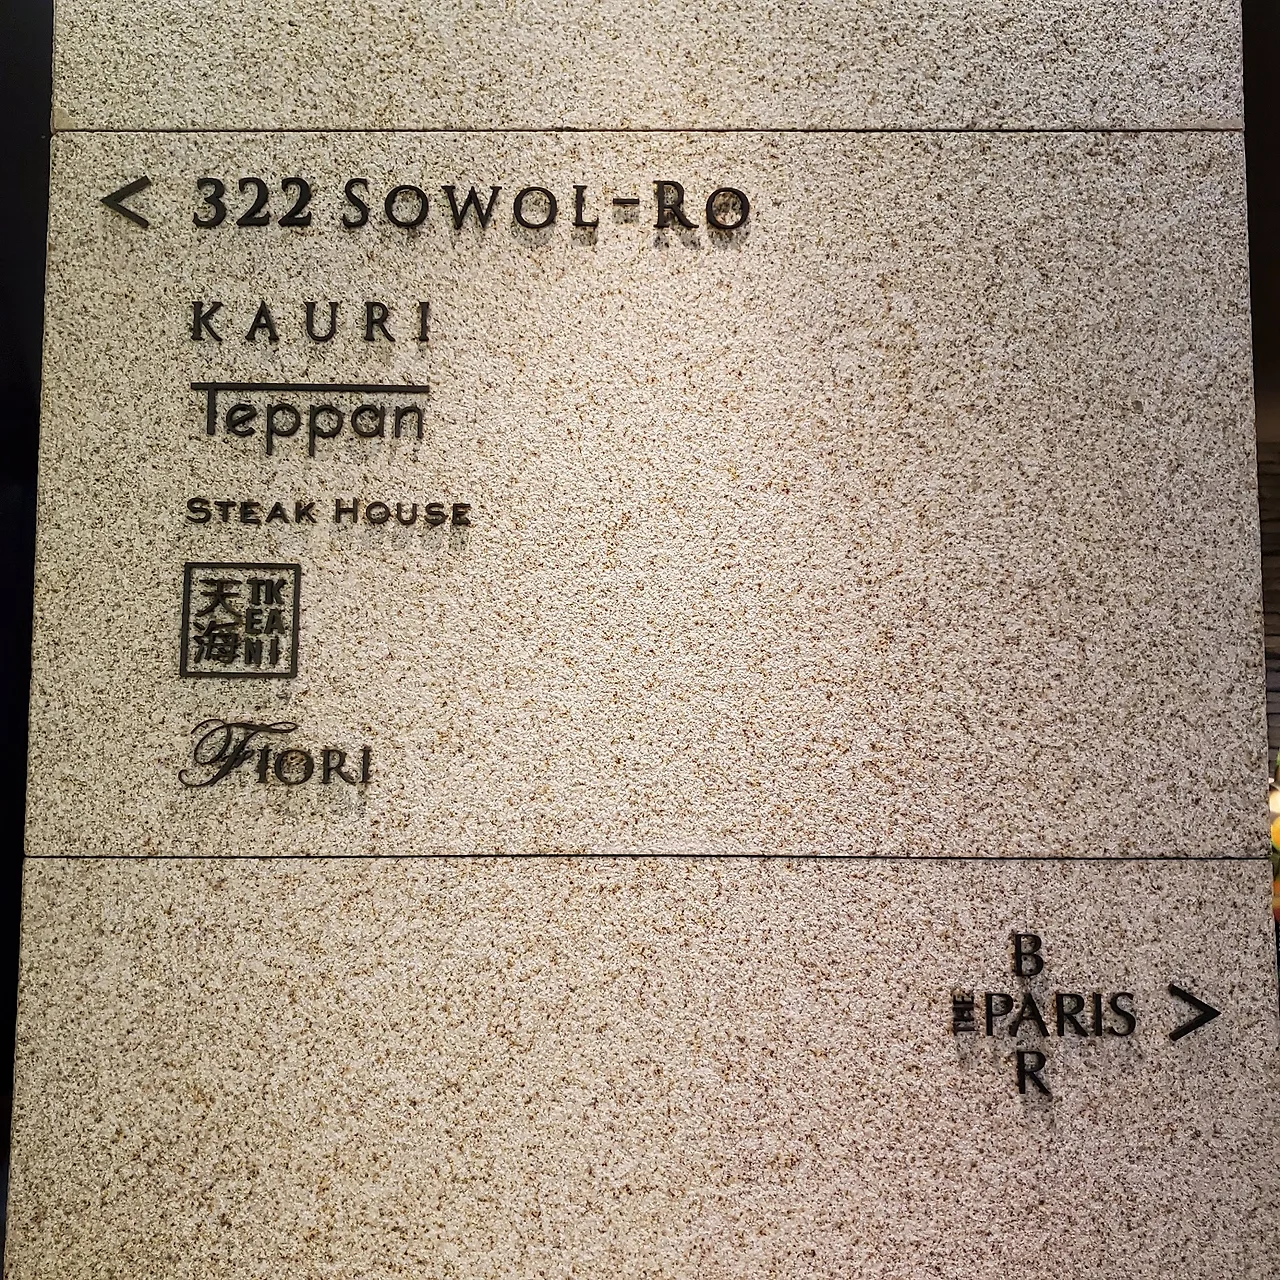 < 322 SOWOL-RO
KAURI
Teppan
STEAK HOUSE
天海 TK
EA
NI
FIORI
B
THE PARIS >
R